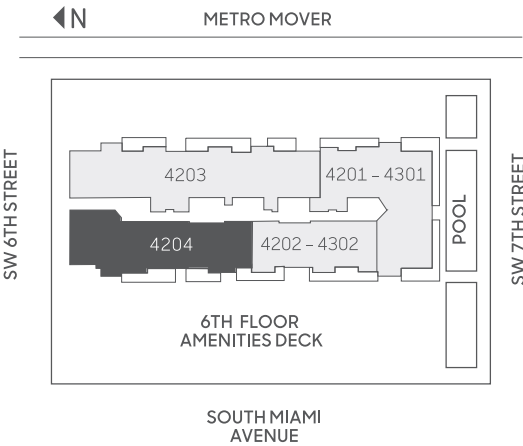 N
METRO MOVER
SW 6TH STREET
4203
4201 – 4301
4204
4202 – 4302
POOL
SW 7TH STREET
6TH FLOOR
AMENITIES DECK
SOUTH MIAMI
AVENUE